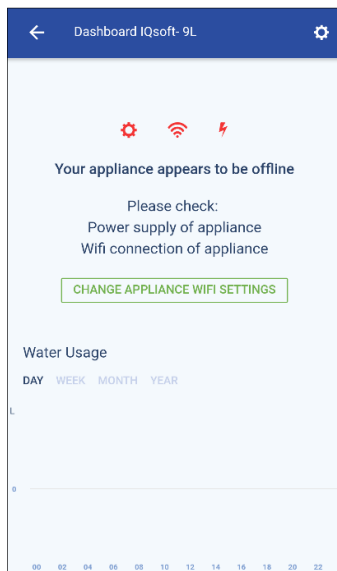 Dashboard IQsoft- 9L
Your appliance appears to be offline
Please check:
Power supply of appliance
Wifi connection of appliance
CHANGE APPLIANCE WIFI SETTINGS
Water Usage
DAY WEEK MONTH YEAR
L
0
00 02 04 06 08 10 12 14 16 18 20 22